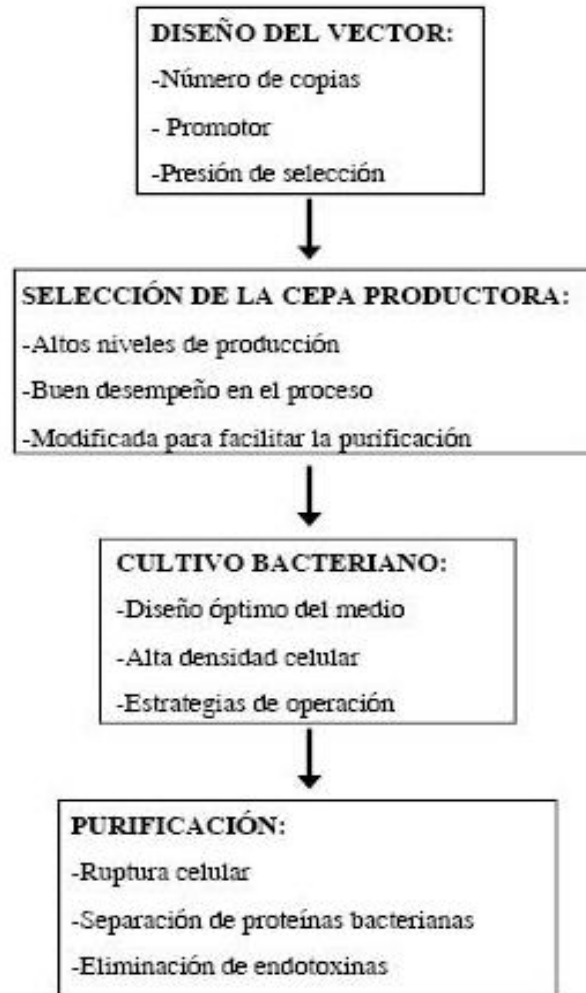 DISEÑO DEL VECTOR:
-Número de copias
- Promotor
-Presión de selección
SELECCIÓN DE LA CEPA PRODUCTORA:
-Altos niveles de producción
-Buen desempeño en el proceso
-Modificada para facilitar la purificación
CULTIVO BACTERIANO:
-Diseño óptimo del medio
-Alta densidad celular
-Estrategias de operación
PURIFICACIÓN:
-Ruptura celular
-Separación de proteínas bacterianas
-Eliminación de endotoxinas